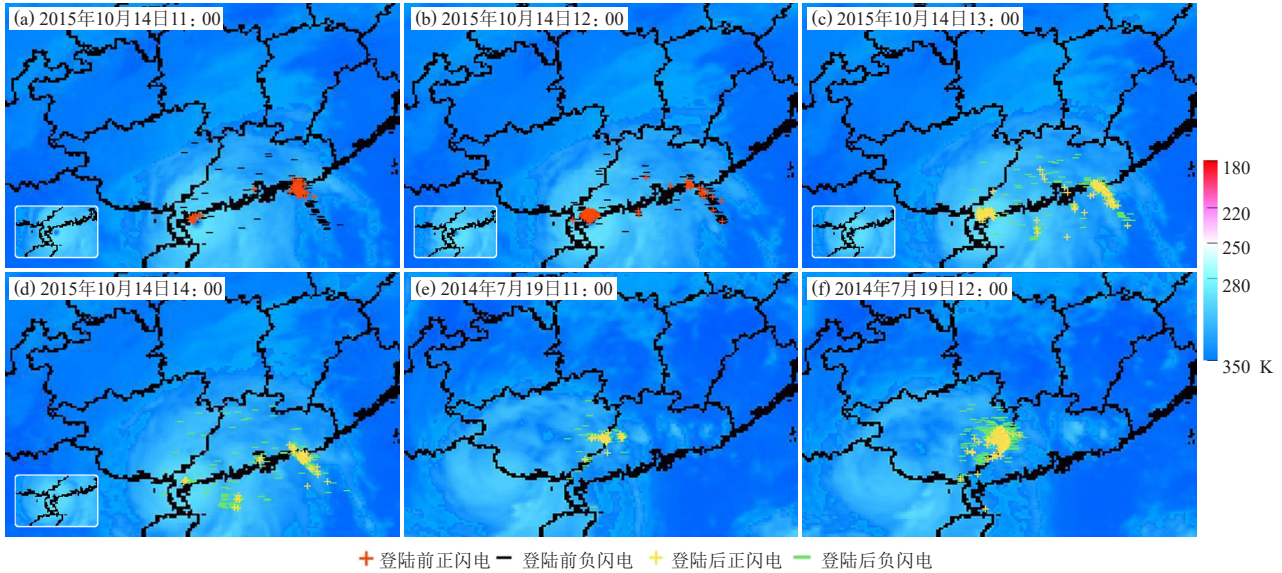 (a) 2015年10月14日11：00
(b) 2015年10月14日12：00
(c) 2015年10月14日13：00
180
220
250
280
350 K
(d) 2015年10月14日14：00
(e) 2014年7月19日11：00
(f) 2014年7月19日12：00
登陆前正闪电 登陆前负闪电 登陆后正闪电 登陆后负闪电